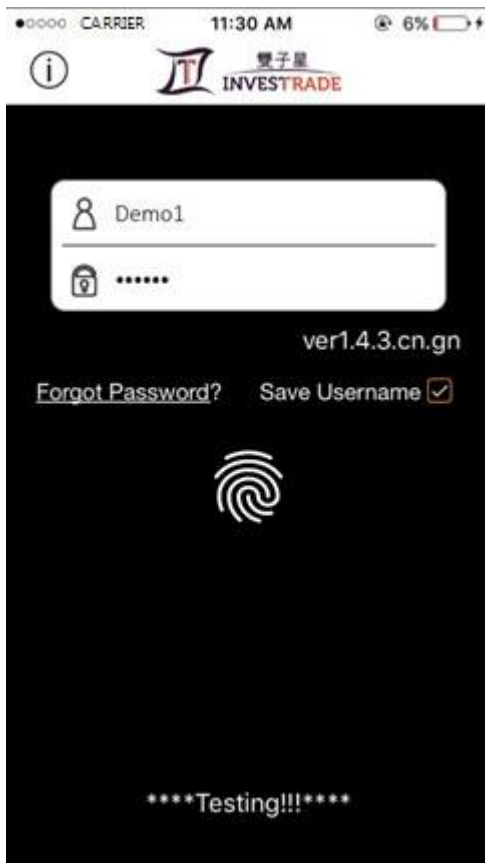 CARRIER 11:30 AM 6%
雙子星
INVESTRADE
Demo1
••••••
ver1.4.3.cn.gn
Forgot Password? Save Username
****Testing!!!****